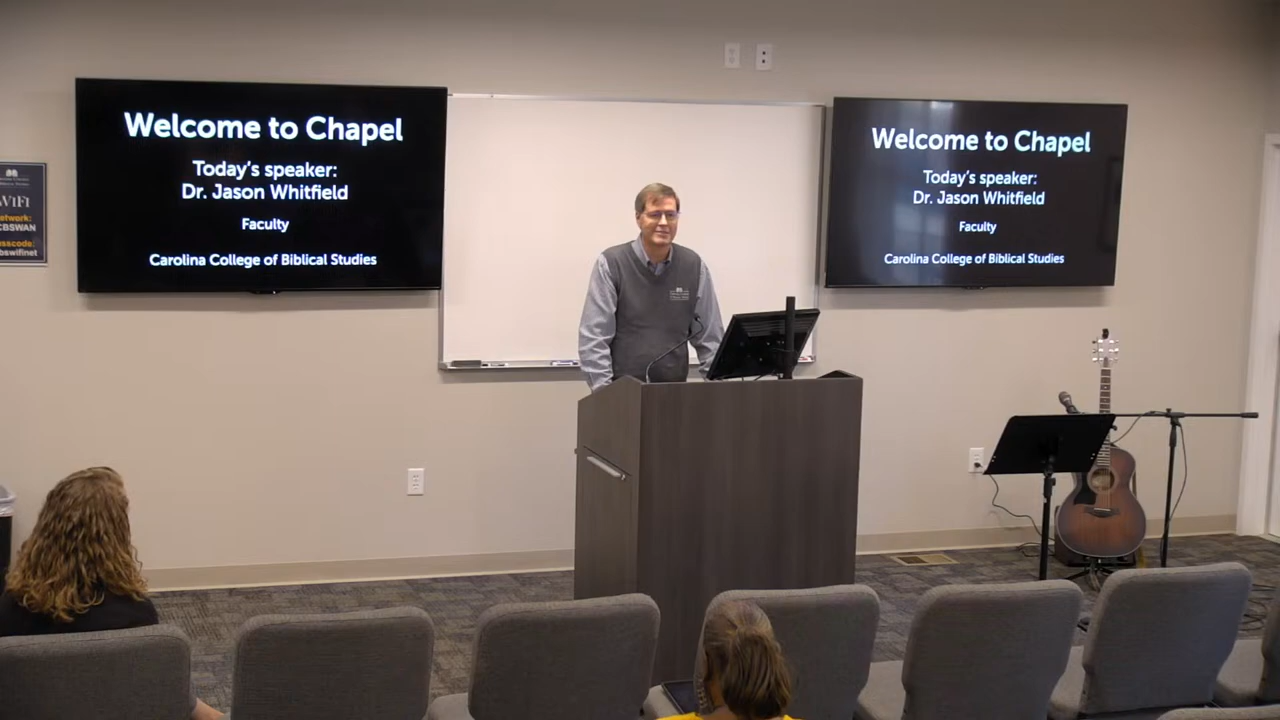 Welcome to Chapel
Today's speaker:
Dr. Jason Whitfield
Faculty
Carolina College of Biblical Studies
Welcome to Chapel
Today's speaker:
Dr. Jason Whitfield
Faculty
Carolina College of Biblical Studies
WIFI
etwork:
CBSWAN
sscode:
bswifinet